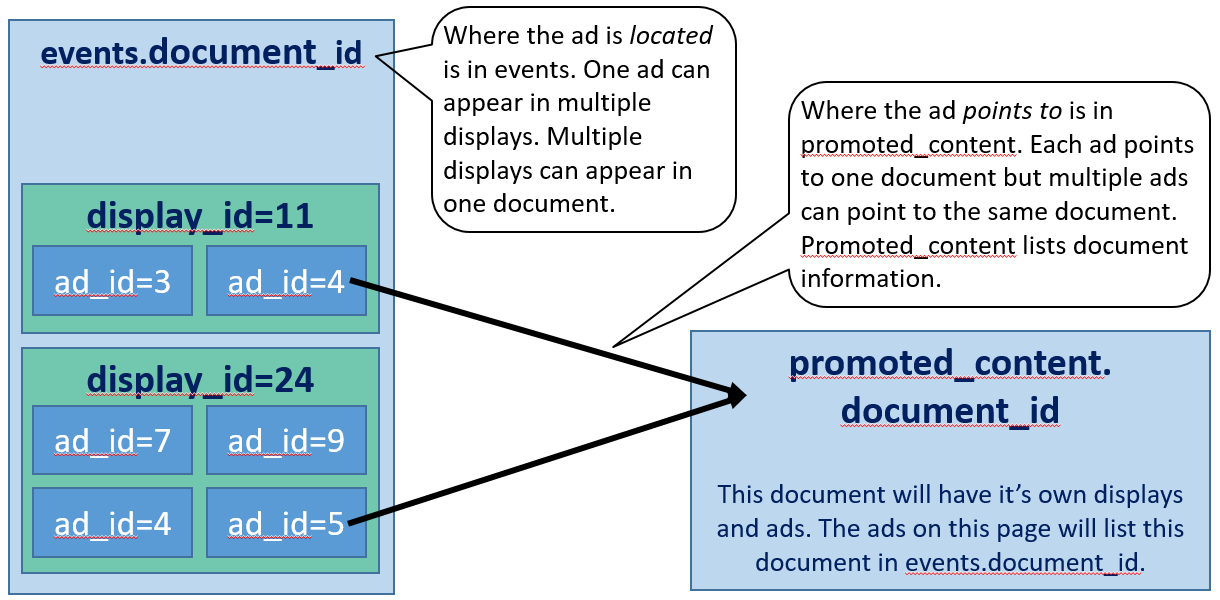 events.document_id
Where the ad is located
is in events. One ad can
appear in multiple
displays. Multiple
displays can appear in
one document.
Where the ad points to is in
promoted_content. Each ad points
to one document but multiple ads
can point to the same document.
Promoted_content lists document
information.
display_id=11
ad_id=3
ad_id=4
display_id=24
ad_id=7
ad_id=9
ad_id=4
ad_id=5
promoted_content.
document_id
This document will have it’s own displays
and ads. The ads on this page will list this
document in events.document_id.